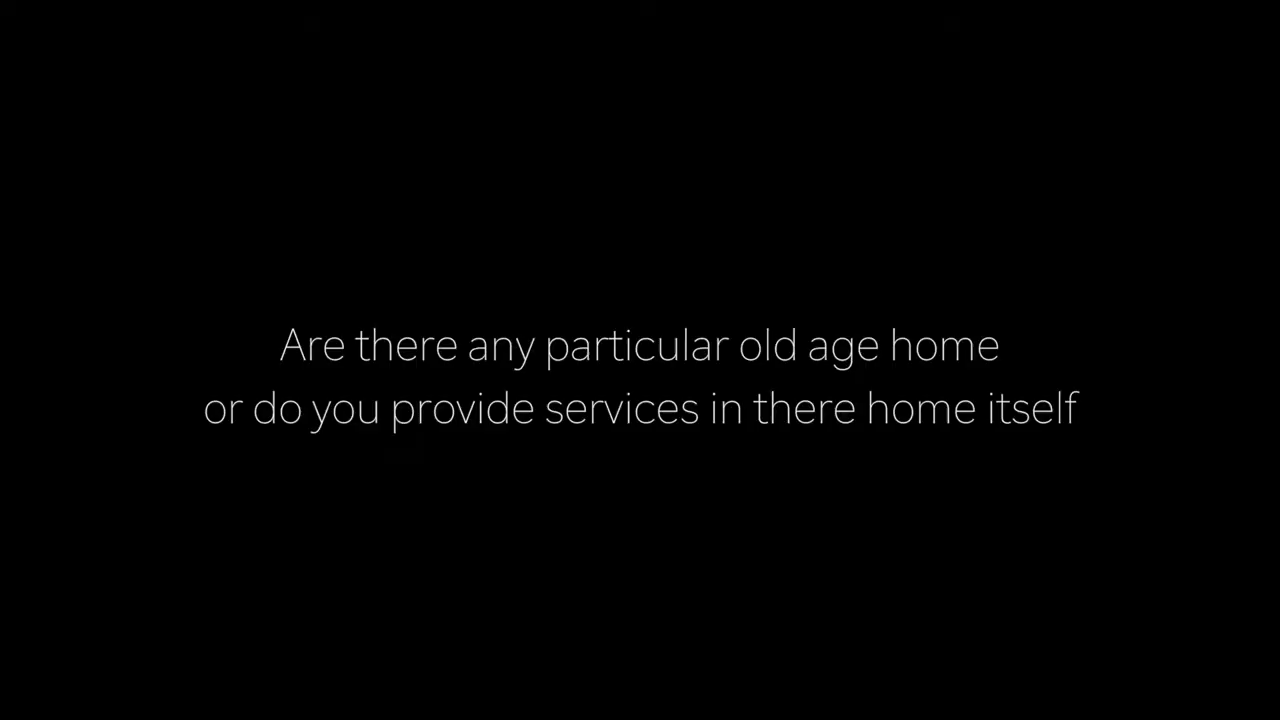 Are there any particular old age home
or do you provide services in there home itself